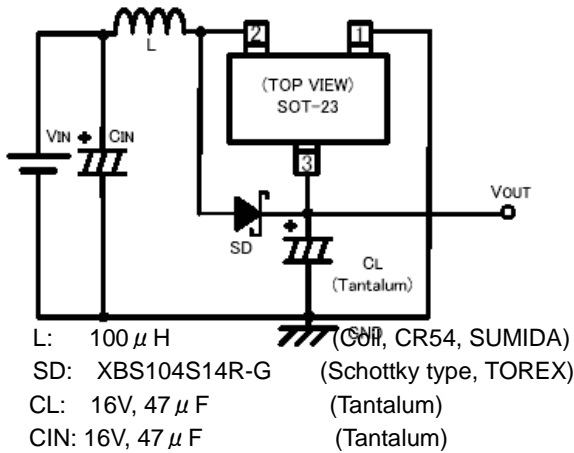 L
2
1
(TOP VIEW)
SOT-23
VIN + CIN
3
VOUT
SD
+
CL
(Tantalum)
GND
L: 100μH (Coil, CR54, SUMIDA)
SD: XBS104S14R-G (Schottky type, TOREX)
CL: 16V, 47μF (Tantalum)
CIN: 16V, 47μF (Tantalum)